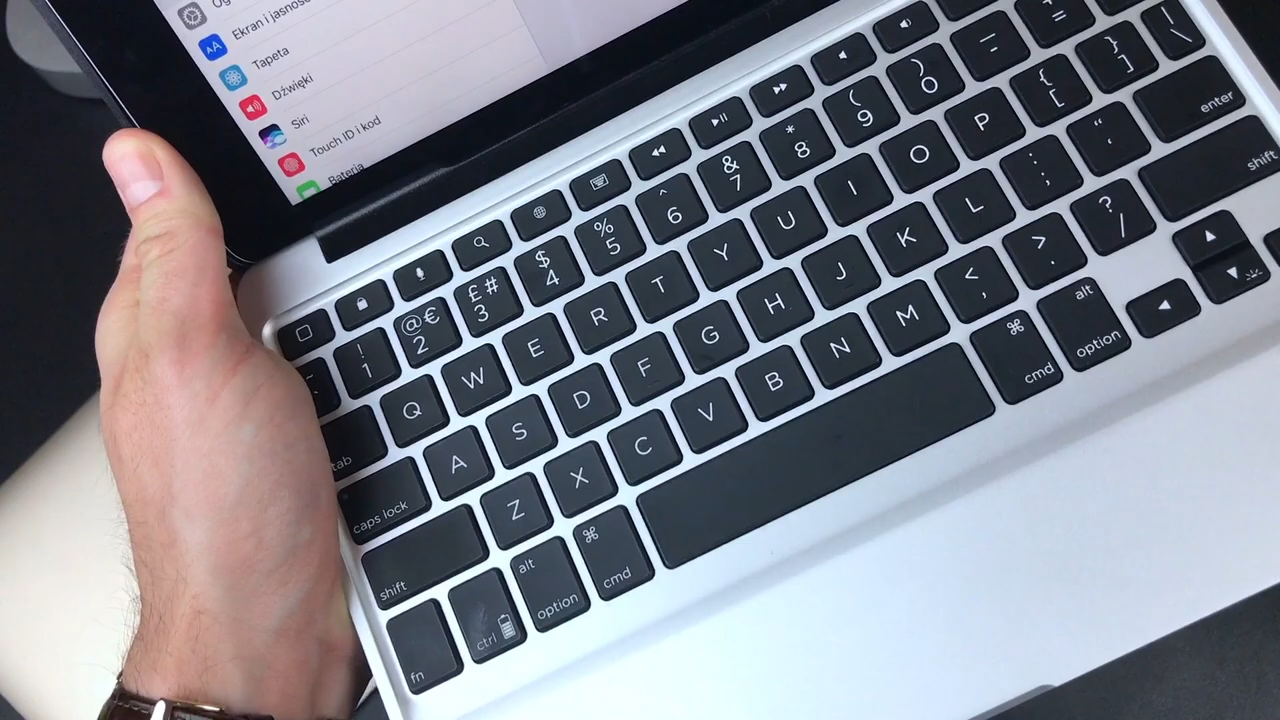 Ekran i jasność
Tapeta
Dźwięki
Siri
Touch ID i kod
Bateria
! 1
@ € 2
£ # 3
$ 4
% 5
^ 6
& 7
* 8
( 9
) 0
_ -
+ =
tab Q W E R T Y U I O P { [ } ] | \
caps lock A S D F G H J K L : ; “ ‘ enter
shift Z X C V B N M < , > . ? / shift
fn ctrl alt option ⌘ cmd ⌘ cmd alt option